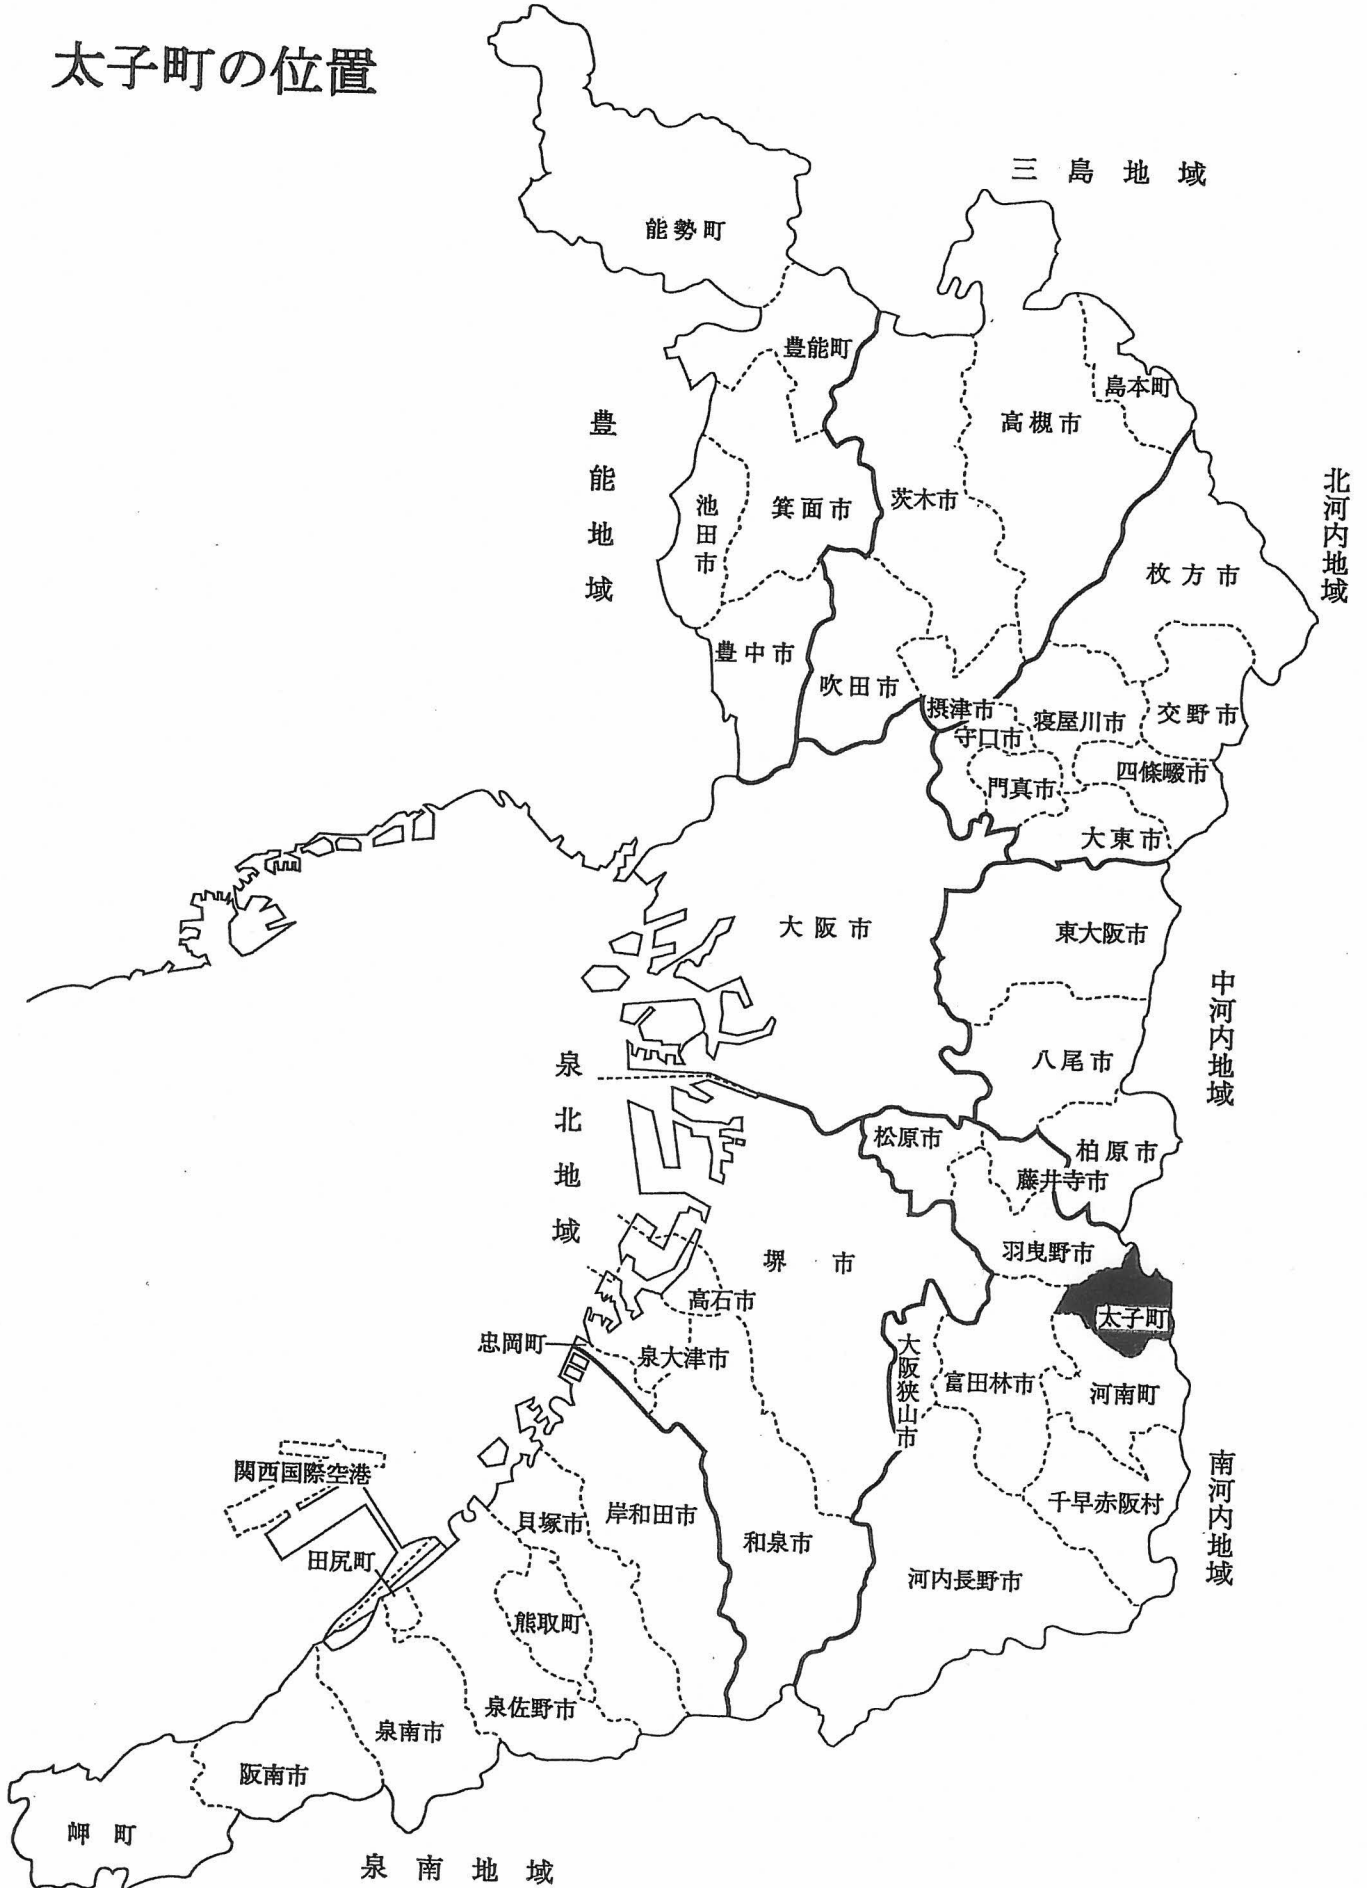 太子町の位置
三島地域
能勢町
豊能町
島本町
高槻市
豊能地域
茨木市
北河内地域
池田市
箕面市
枚方市
豊中市
吹田市
摂津市
寝屋川市
交野市
守口市
四條畷市
門真市
大東市
大阪市
東大阪市
中河内地域
泉北地域
八尾市
松原市
柏原市
藤井寺市
羽曳野市
堺市
高石市
太子町
忠岡町
泉大津市
大阪狭山市
富田林市
河南町
関西国際空港
南河内地域
千早赤阪村
貝塚市
岸和田市
和泉市
田尻町
河内長野市
熊取町
泉佐野市
泉南市
阪南市
岬町
泉南地域